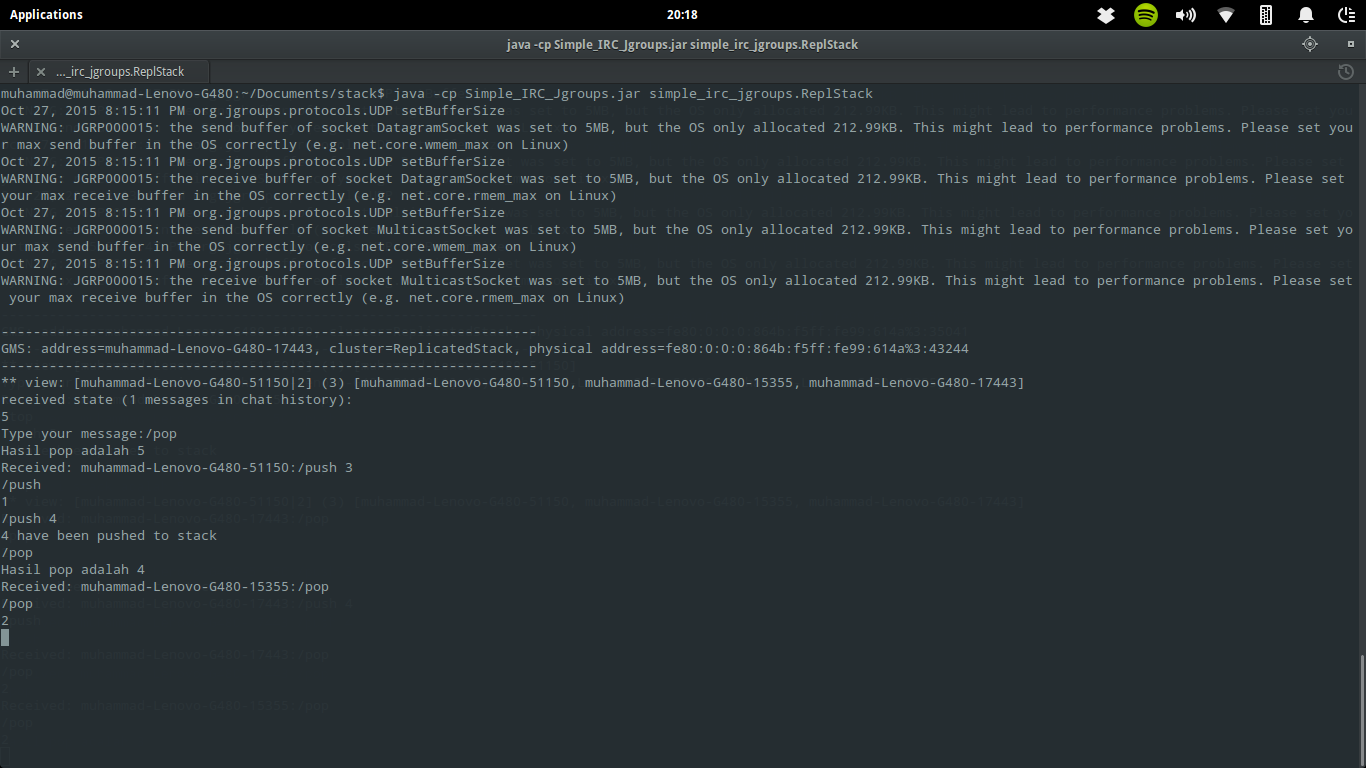 Applications
20:18
java -cp Simple_IRC_Jgroups.jar simple_irc_jgroups.ReplStack
..._irc_jgroups.ReplStack
muhammad@muhammad-Lenovo-G480:~/Documents/stack$ java -cp Simple_IRC_Jgroups.jar simple_irc_jgroups.ReplStack
Oct 27, 2015 8:15:11 PM org.jgroups.protocols.UDP setBufferSize
WARNING: JGRP000015: the send buffer of socket DatagramSocket was set to 5MB, but the OS only allocated 212.99KB. This might lead to performance problems. Please set you
r max send buffer in the OS correctly (e.g. net.core.wmem_max on Linux)
Oct 27, 2015 8:15:11 PM org.jgroups.protocols.UDP setBufferSize
WARNING: JGRP000015: the receive buffer of socket DatagramSocket was set to 5MB, but the OS only allocated 212.99KB. This might lead to performance problems. Please set
your max receive buffer in the OS correctly (e.g. net.core.rmem_max on Linux)
Oct 27, 2015 8:15:11 PM org.jgroups.protocols.UDP setBufferSize
WARNING: JGRP000015: the send buffer of socket MulticastSocket was set to 5MB, but the OS only allocated 212.99KB. This might lead to performance problems. Please set yo
ur max send buffer in the OS correctly (e.g. net.core.wmem_max on Linux)
Oct 27, 2015 8:15:11 PM org.jgroups.protocols.UDP setBufferSize
WARNING: JGRP000015: the receive buffer of socket MulticastSocket was set to 5MB, but the OS only allocated 212.99KB. This might lead to performance problems. Please set
your max receive buffer in the OS correctly (e.g. net.core.rmem_max on Linux)
-------------------------------------------------------------------
GMS: address=muhammad-Lenovo-G480-17443, cluster=ReplicatedStack, physical address=fe80:0:0:0:864b:f5ff:fe99:614a%3:43244
-------------------------------------------------------------------
** view: [muhammad-Lenovo-G480-51150|2] (3) [muhammad-Lenovo-G480-51150, muhammad-Lenovo-G480-15355, muhammad-Lenovo-G480-17443]
received state (1 messages in chat history):
5
Type your message:/pop
Hasil pop adalah 5
Received: muhammad-Lenovo-G480-51150:/push 3
/push
1
/push 4
4 have been pushed to stack
/pop
Hasil pop adalah 4
Received: muhammad-Lenovo-G480-15355:/pop
/pop
2